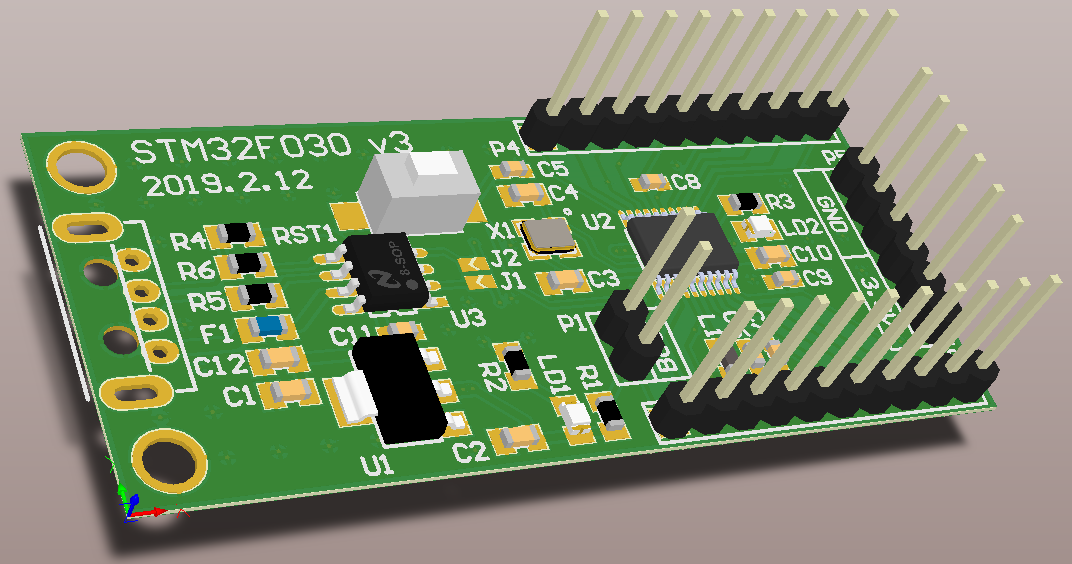 STM32F030 v3
2019.2.12
P4
C5
C4
C8
P5
GND
R3
LD2
C10
C9
U2
X1
J2
J1
C3
RST1
R4
R6
R5
F1
C12
C1
8-SOP
U3
C11
U1
C2
R2
LD1
R1
P1